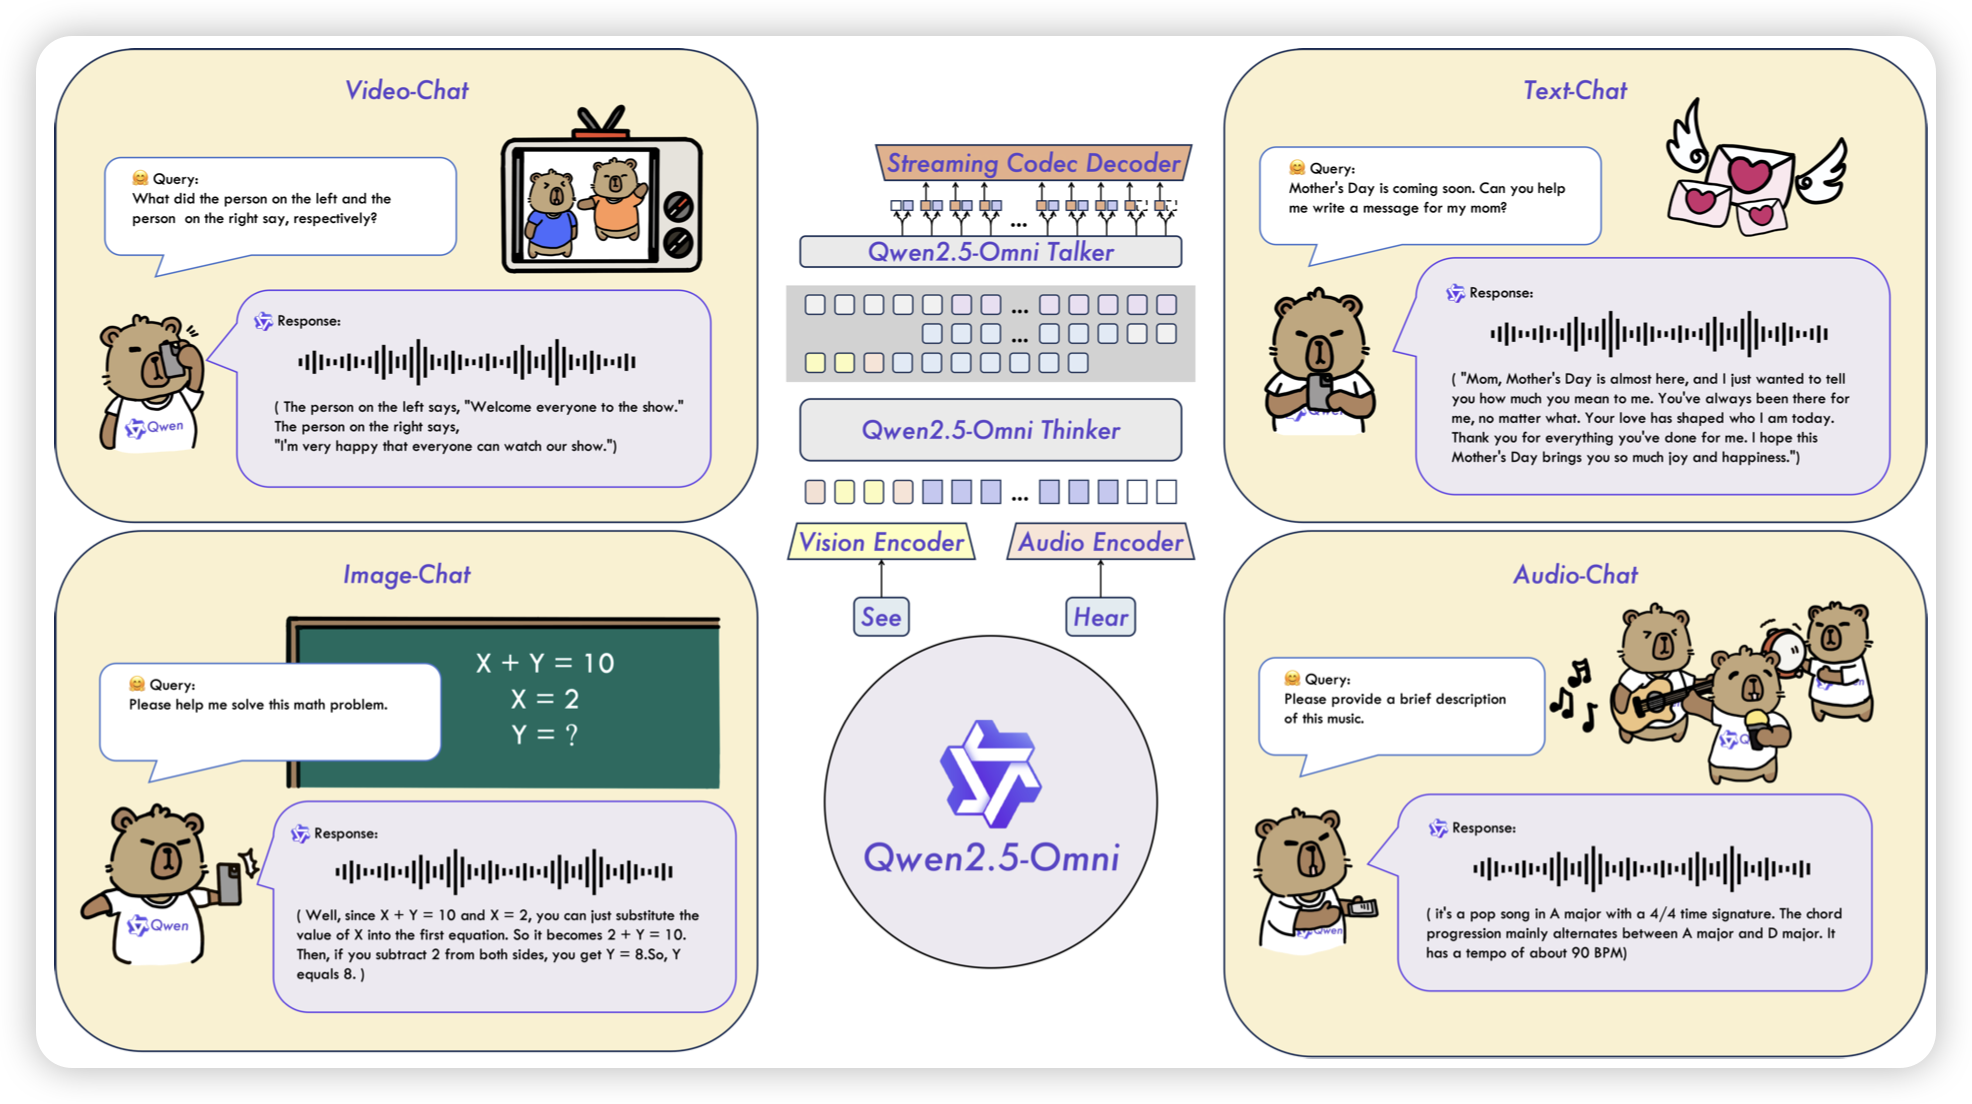 Video-Chat
Query:
What did the person on the left and the
person on the right say, respectively?
Response:
( The person on the left says, "Welcome everyone to the show."
The person on the right says,
"I'm very happy that everyone can watch our show.")
Qwen
Image-Chat
X + Y = 10
X = 2
Y = ?
Query:
Please help me solve this math problem.
Response:
( Well, since X + Y = 10 and X = 2, you can just substitute the
value of X into the first equation. So it becomes 2 + Y = 10.
Then, if you subtract 2 from both sides, you get Y = 8.So, Y
equals 8. )
Qwen
Streaming Codec Decoder
...
Qwen2.5-Omni Talker
...
...
Qwen2.5-Omni Thinker
...
Vision Encoder
Audio Encoder
See
Hear
Qwen2.5-Omni
Text-Chat
Query:
Mother's Day is coming soon. Can you help
me write a message for my mom?
Response:
( "Mom, Mother's Day is almost here, and I just wanted to tell
you how much you mean to me. You've always been there for
me, no matter what. Your love has shaped who I am today.
Thank you for everything you've done for me. I hope this
Mother's Day brings you so much joy and happiness.")
Audio-Chat
Query:
Please provide a brief description
of this music.
Response:
( it's a pop song in A major with a 4/4 time signature. The chord
progression mainly alternates between A major and D major. It
has a tempo of about 90 BPM)
Qwen